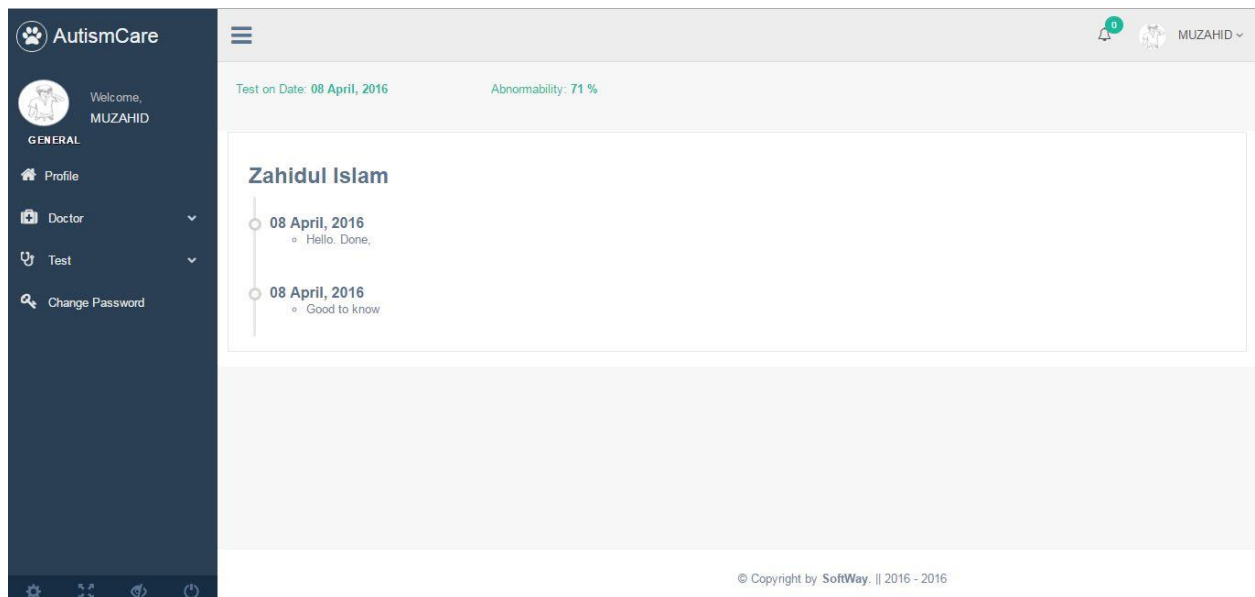 AutismCare
0
MUZAHID
Welcome,
MUZAHID
GENERAL
Profile
Doctor
Test
Change Password
Test on Date: 08 April, 2016 Abnormability: 71 %
Zahidul Islam
08 April, 2016
Hello. Done,
08 April, 2016
Good to know
© Copyright by SoftWay. || 2016 - 2016